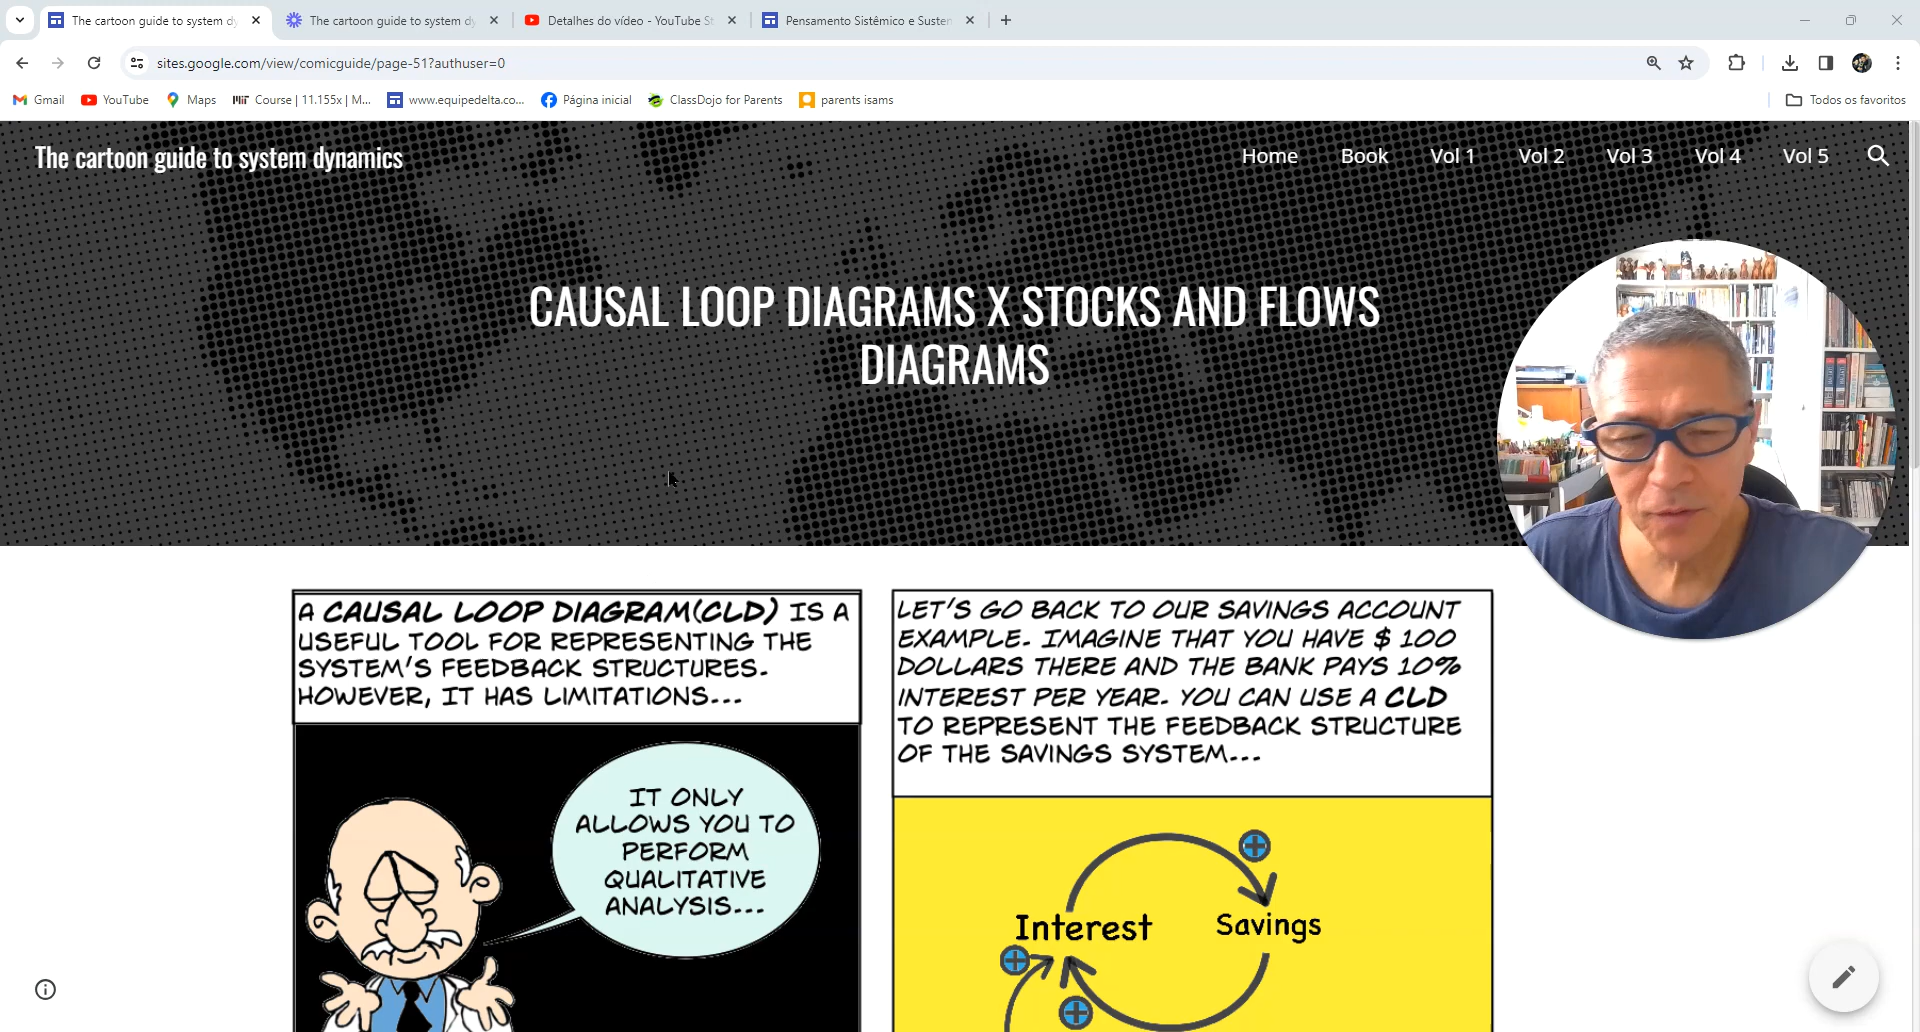 The cartoon guide to system d
The cartoon guide to system d
Detalhes do vídeo - YouTube St
Pensamento Sistêmico e Susten
sites.google.com/view/comicguide/page-51?authuser=0
Gmail
YouTube
Maps
Course | 11.155x | M...
www.equipedelta.co...
Página inicial
ClassDojo for Parents
parents isams
Todos os favoritos
The cartoon guide to system dynamics
Home
Book
Vol 1
Vol 2
Vol 3
Vol 4
Vol 5
CAUSAL LOOP DIAGRAMS X STOCKS AND FLOWS
DIAGRAMS
A CAUSAL LOOP DIAGRAM(CLD) IS A
USEFUL TOOL FOR REPRESENTING THE
SYSTEM'S FEEDBACK STRUCTURES.
HOWEVER, IT HAS LIMITATIONS...
IT ONLY
ALLOWS YOU TO
PERFORM
QUALITATIVE
ANALYSIS...
LET'S GO BACK TO OUR SAVINGS ACCOUNT
EXAMPLE. IMAGINE THAT YOU HAVE $ 100
DOLLARS THERE AND THE BANK PAYS 10%
INTEREST PER YEAR. YOU CAN USE A CLD
TO REPRESENT THE FEEDBACK STRUCTURE
OF THE SAVINGS SYSTEM...
Interest
Savings